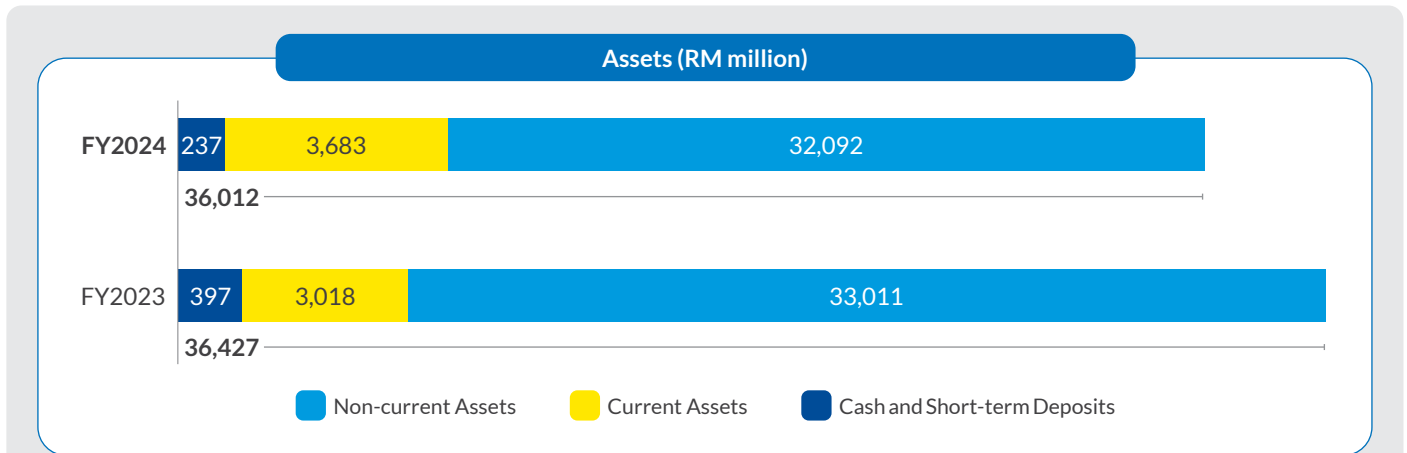 Assets (RM million)
FY2024 237 3,683 32,092
36,012
FY2023 397 3,018 33,011
36,427
Non-current Assets Current Assets Cash and Short-term Deposits